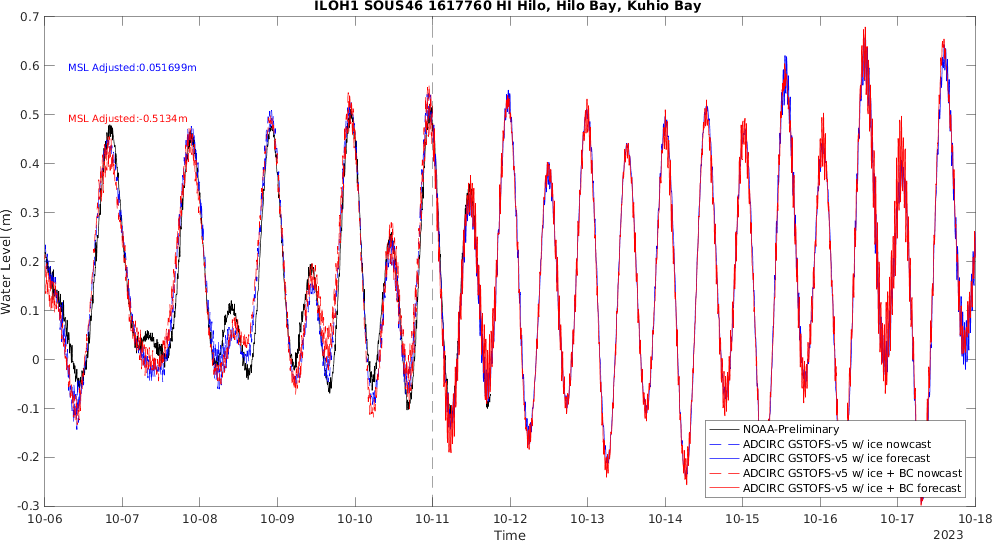 ILOH1 SOUS46 1617760 HI Hilo, Hilo Bay, Kuhio Bay
0.7
0.6
0.5
0.4
0.3
0.2
0.1
0
-0.1
-0.2
-0.3
Water Level (m)
MSL Adjusted:0.051699m
MSL Adjusted:-0.5134m
NOAA-Preliminary
ADCIRC GSTOFS-v5 w/ ice nowcast
ADCIRC GSTOFS-v5 w/ ice forecast
ADCIRC GSTOFS-v5 w/ ice + BC nowcast
ADCIRC GSTOFS-v5 w/ ice + BC forecast
10-06 10-07 10-08 10-09 10-10 10-11 10-12 10-13 10-14 10-15 10-16 10-17 10-18
Time
2023